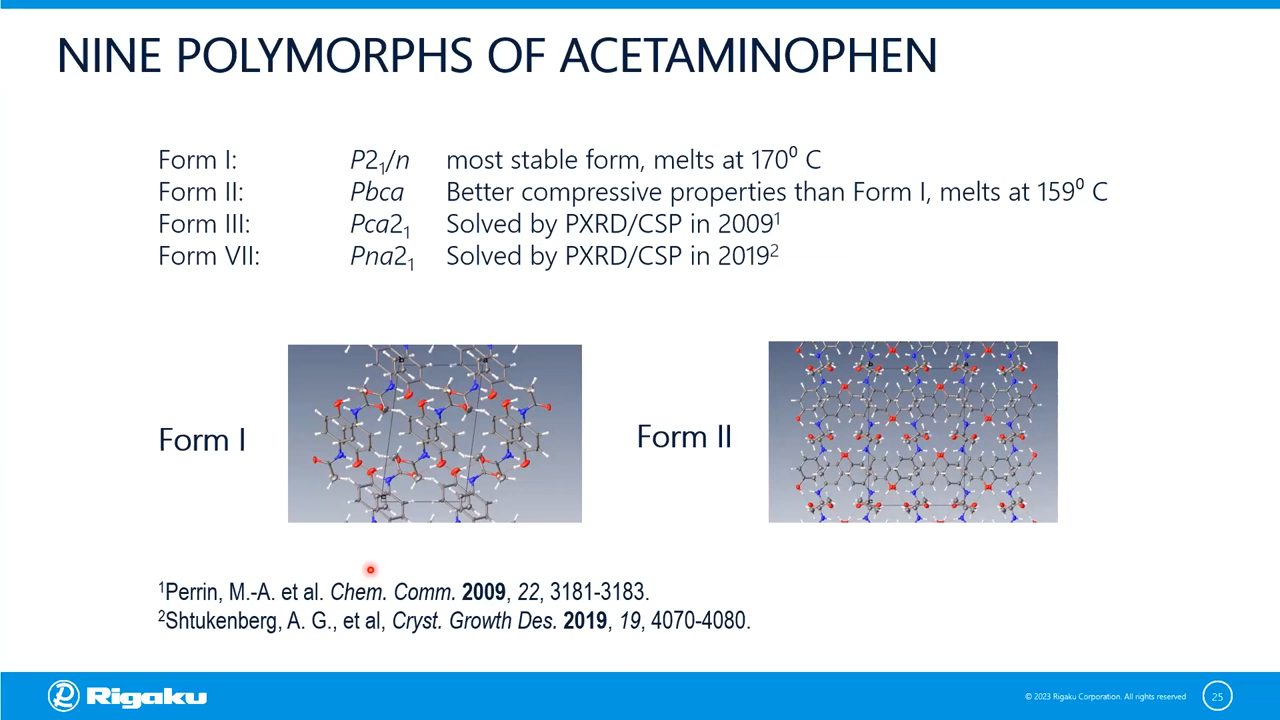 NINE POLYMORPHS OF ACETAMINOPHEN
Form I: P2₁/n most stable form, melts at 170⁰ C
Form II: Pbca Better compressive properties than Form I, melts at 159⁰ C
Form III: Pca2₁ Solved by PXRD/CSP in 2009¹
Form VII: Pna2₁ Solved by PXRD/CSP in 2019²
Form I
Form II
¹Perrin, M.-A. et al. Chem. Comm. 2009, 22, 3181-3183.
²Shtukenberg, A. G., et al, Cryst. Growth Des. 2019, 19, 4070-4080.
Rigaku
© 2023 Rigaku Corporation. All rights reserved
25